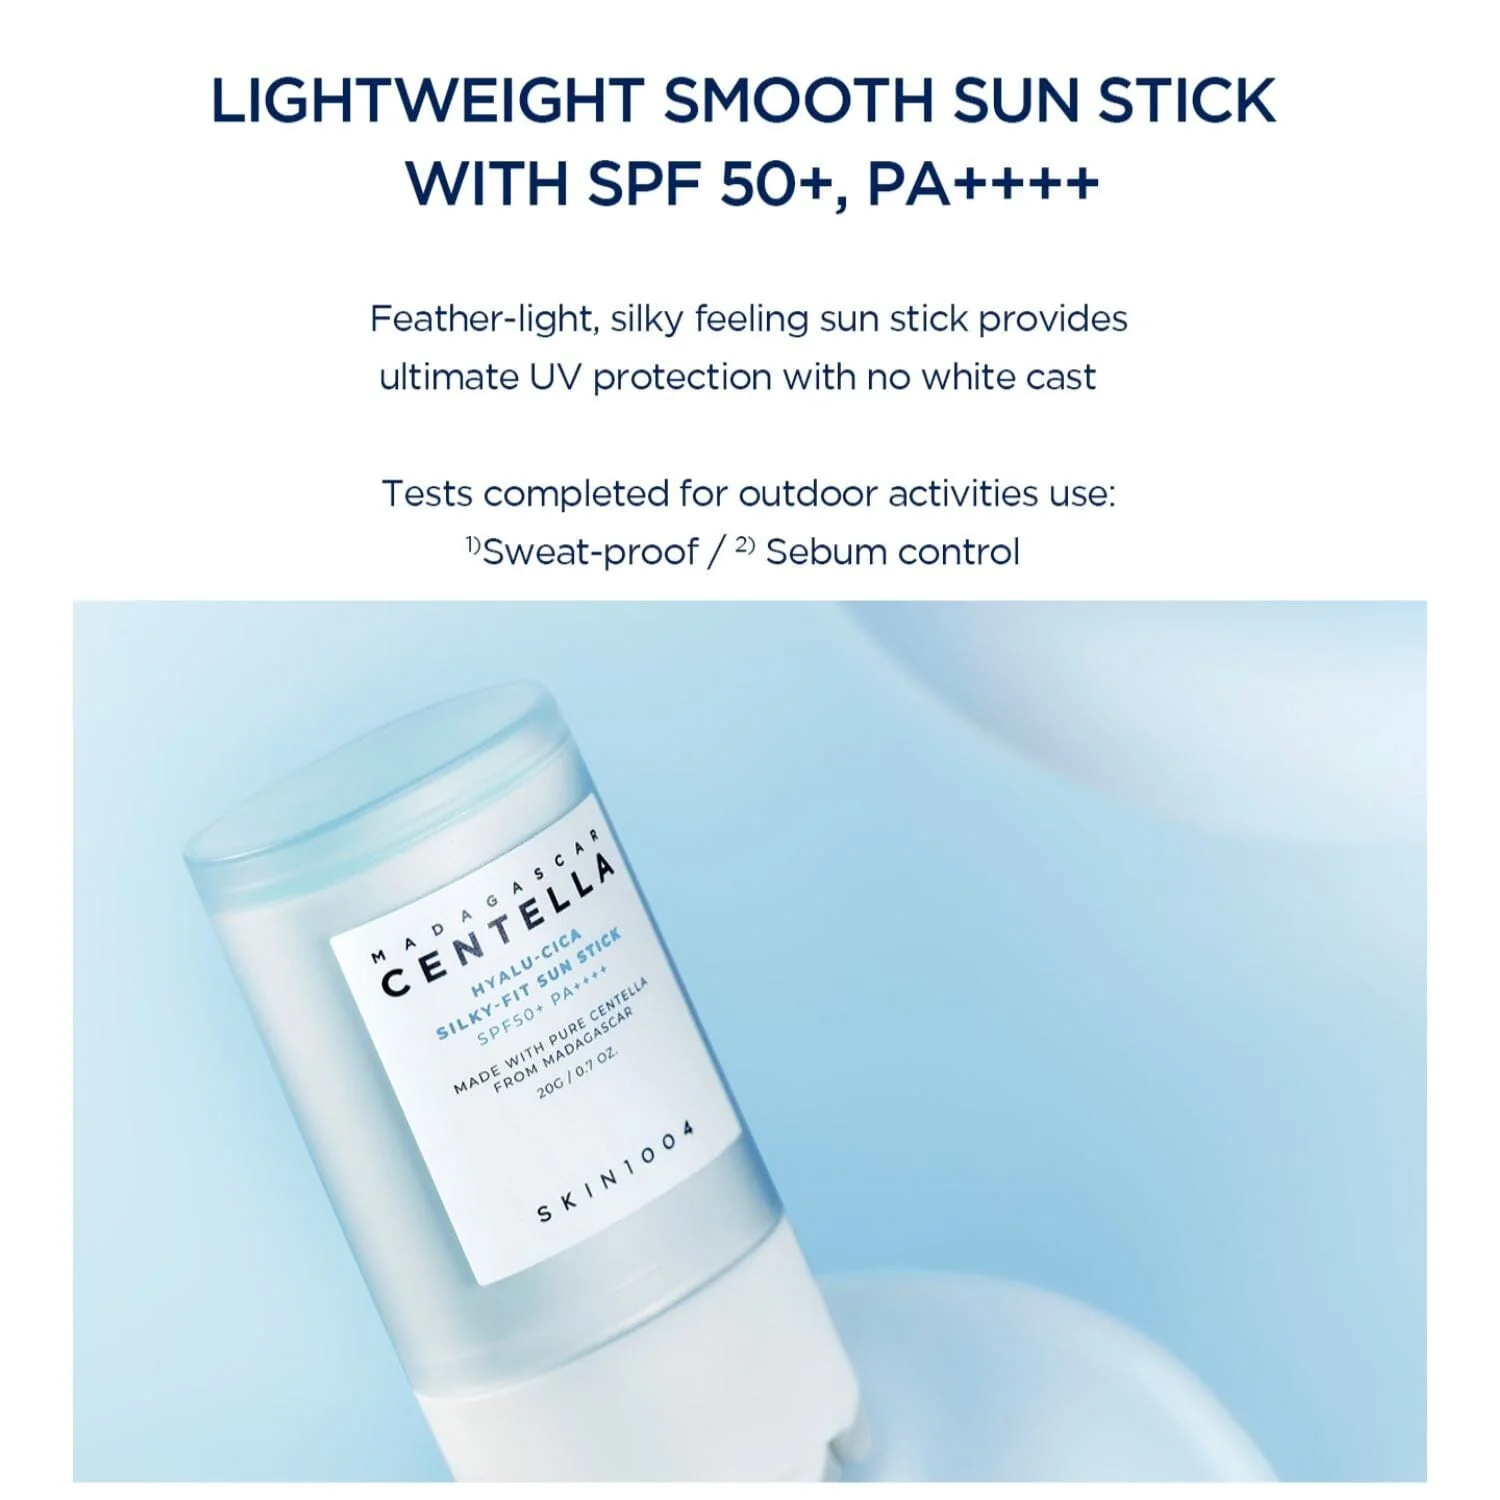 LIGHTWEIGHT SMOOTH SUN STICK
WITH SPF 50+, PA++++
Feather-light, silky feeling sun stick provides
ultimate UV protection with no white cast
Tests completed for outdoor activities use:
1)Sweat-proof / 2) Sebum control
MADAGASCAR
CENTELLA
HYALU-CICA
SILKY-FIT SUN STICK
SPF50+ PA++++
MADE WITH PURE CENTELLA
FROM MADAGASCAR
20G / 0.7 OZ.
SKIN1004